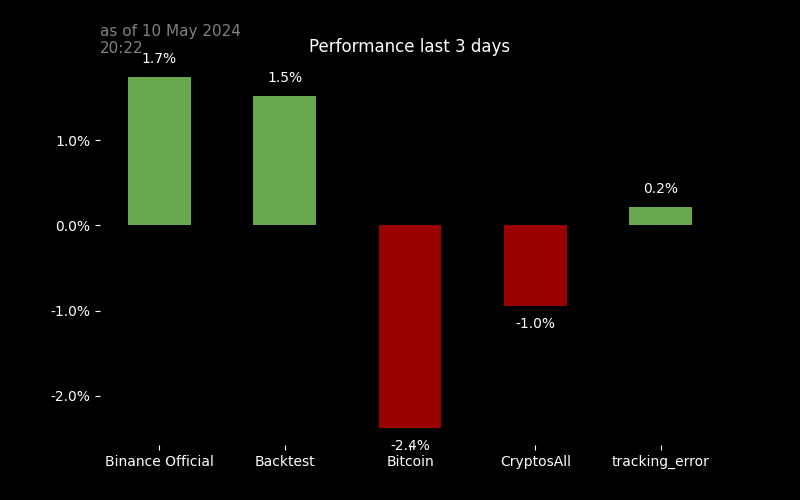 as of 10 May 2024
20:22
Performance last 3 days
1.7%
1.5%
1.0%
0.2%
0.0%
-1.0%
-1.0%
-2.0%
-2.4%
Binance Official
Backtest
Bitcoin
CryptosAll
tracking_error